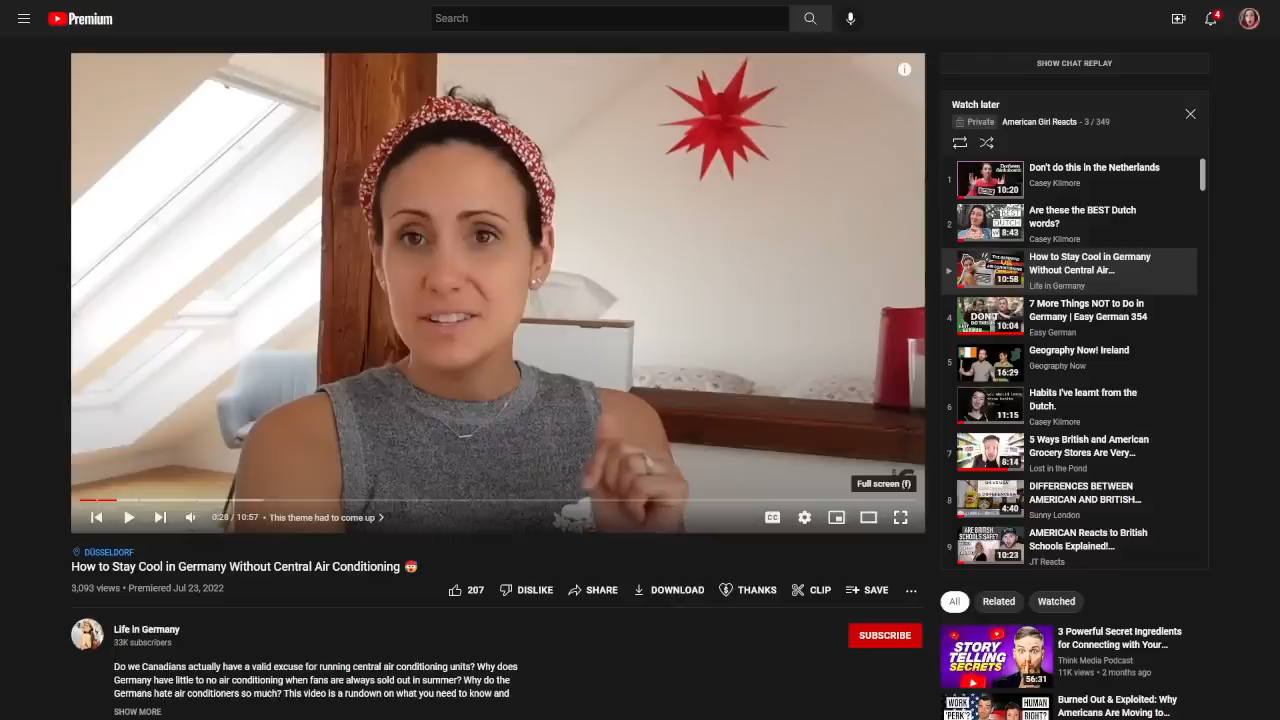 Premium
Search
4
SHOW CHAT REPLAY
Watch later
Private American Girl Reacts - 3 / 349
1
10:20
Don't do this in the Netherlands
Casey Kilmore
2
8:43
Are these the BEST Dutch
words?
Casey Kilmore
10:58
How to Stay Cool in Germany
Without Central Air...
Life in Germany
4
10:04
7 More Things NOT to Do in
Germany | Easy German 354
Easy German
5
16:29
Geography Now! Ireland
Geography Now
6
11:15
Habits I've learnt from the
Dutch.
Casey Kilmore
7
8:14
5 Ways British and American
Grocery Stores Are Very...
Lost in the Pond
8
4:40
DIFFERENCES BETWEEN
AMERICAN AND BRITISH...
Sunny London
9
ARE BRITISH
SCHOOLS SAFE?
10:23
AMERICAN Reacts to British
Schools Explained!...
JT Reacts
Full screen (f)
0:28 / 10:57 • This theme had to come up
CC
DÜSSELDORF
How to Stay Cool in Germany Without Central Air Conditioning
3,093 views • Premiered Jul 23, 2022
207 DISLIKE SHARE DOWNLOAD THANKS CLIP SAVE
Life in Germany
33K subscribers
SUBSCRIBE
Do we Canadians actually have a valid excuse for running central air conditioning units? Why does
Germany have little to no air conditioning when fans are always sold out in summer? Why do the
Germans hate air conditioners so much? This video is a rundown on what you need to know and
SHOW MORE
All Related Watched
STORY
TELLING
SECRETS
56:31
3 Powerful Secret Ingredients
for Connecting with Your...
Think Media Podcast
11K views • 2 months ago
WORK
'PERK'?
HUMAN
RIGHT?
Burned Out & Exploited: Why
Americans Are Moving to...